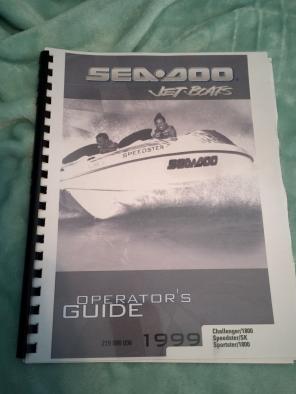 SEA•DOO
JET•BOATS
SPEEDSTER
SEA•DOO
OPERATOR'S
GUIDE
1999
Challenger/1800
Speedster/SK
Sportster/1800